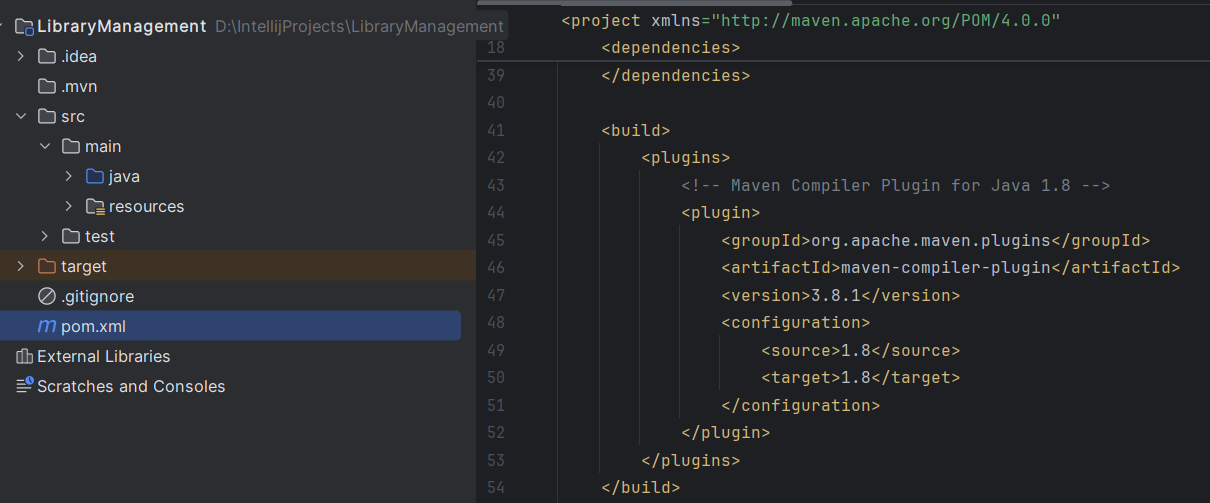 LibraryManagement D:\IntellijProjects\LibraryManagement
.idea
.mvn
src
main
java
resources
test
target
.gitignore
pom.xml
External Libraries
Scratches and Consoles
<project xmlns="http://maven.apache.org/POM/4.0.0"
18 <dependencies>
39 </dependencies>
40
41 <build>
42 <plugins>
43 <!-- Maven Compiler Plugin for Java 1.8 -->
44 <plugin>
45 <groupId>org.apache.maven.plugins</groupId>
46 <artifactId>maven-compiler-plugin</artifactId>
47 <version>3.8.1</version>
48 <configuration>
49 <source>1.8</source>
50 <target>1.8</target>
51 </configuration>
52 </plugin>
53 </plugins>
54 </build>